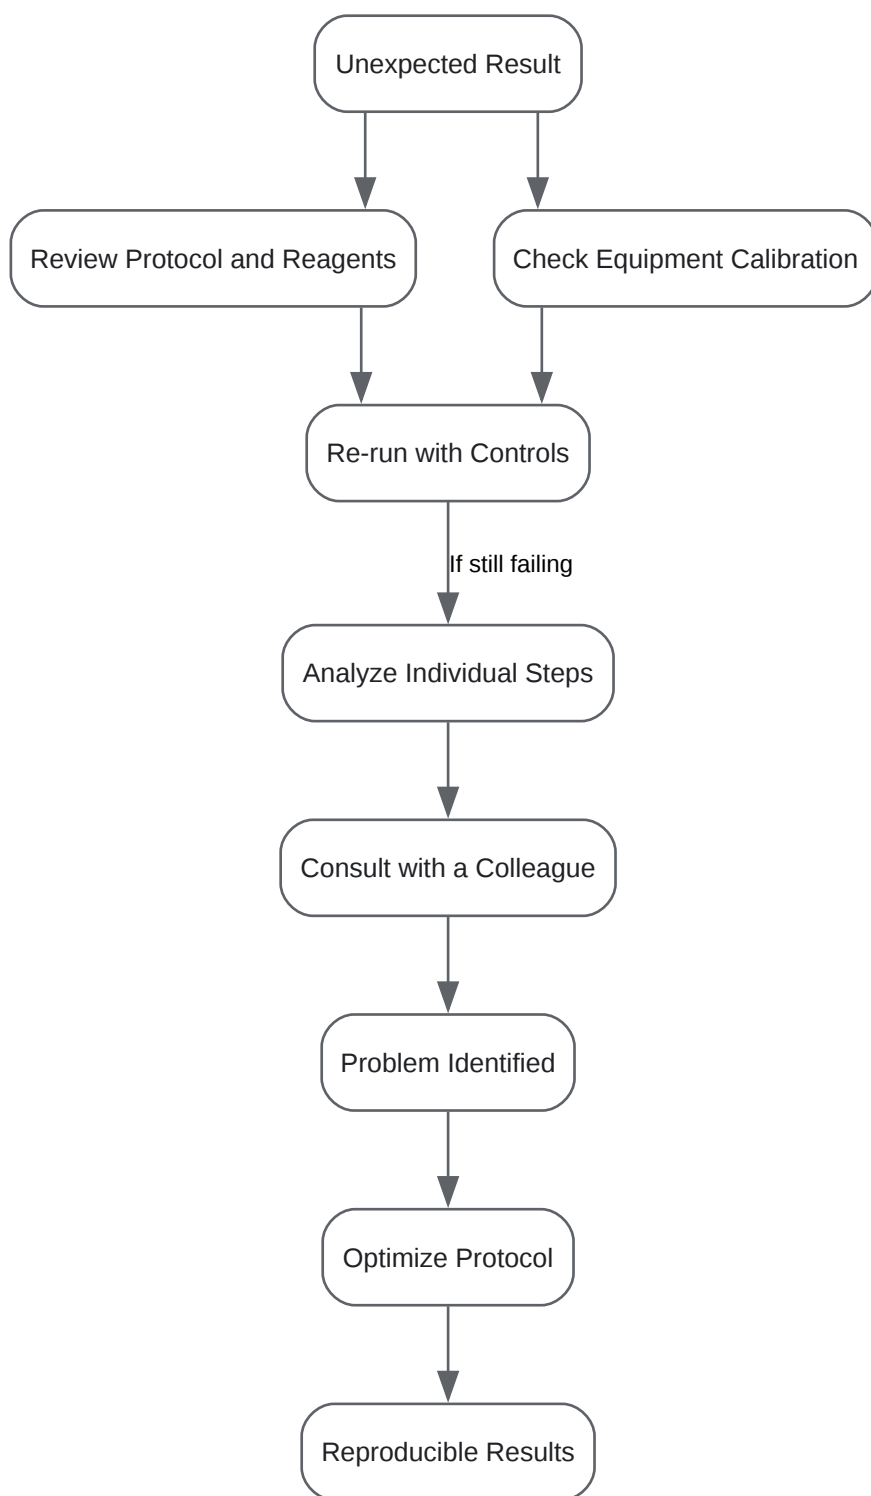 Unexpected Result
Review Protocol and Reagents
Check Equipment Calibration
Re-run with Controls
If still failing
Analyze Individual Steps
Consult with a Colleague
Problem Identified
Optimize Protocol
Reproducible Results